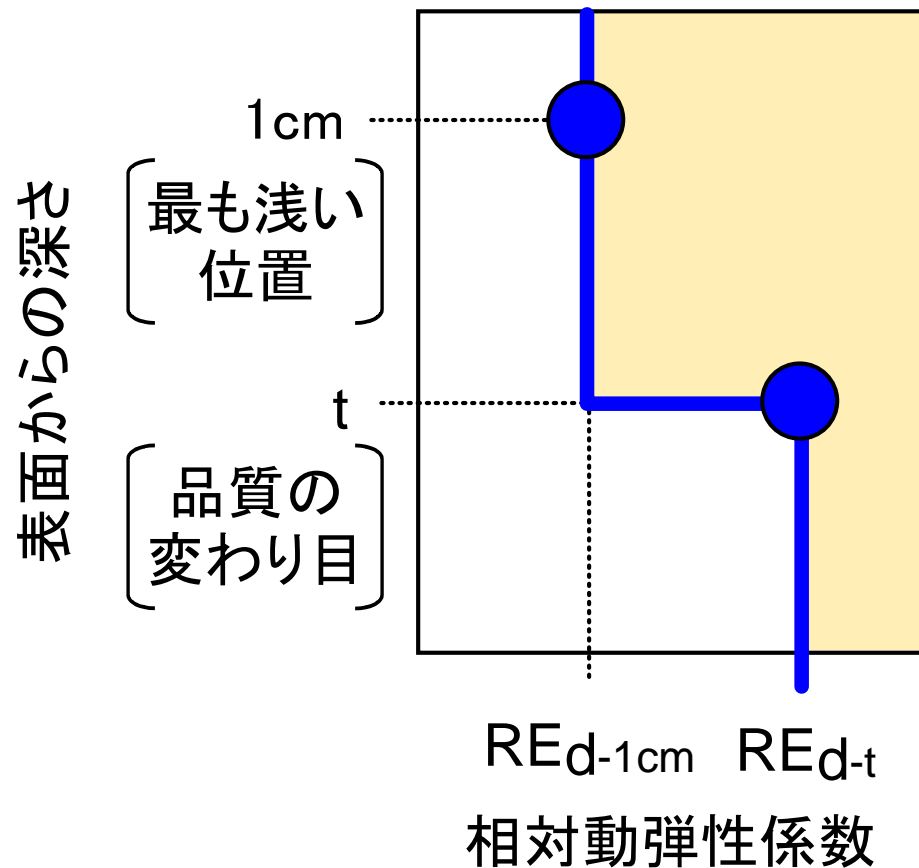 1cm
最も浅い
位置
表面からの深さ
t
品質の
変わり目
REd-1cm
REd-t
相対動弾性係数